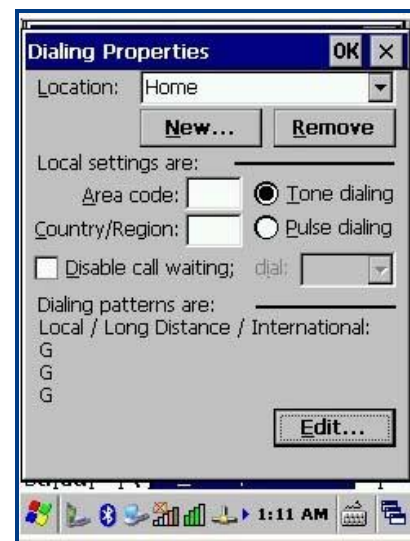 Dialing Properties OK ×
Location: Home
New... Remove
Local settings are:
Area code: Tone dialing
Country/Region: Pulse dialing
Disable call waiting; dial:
Dialing patterns are:
Local / Long Distance / International:
G
G
G
Edit...
1:11 AM